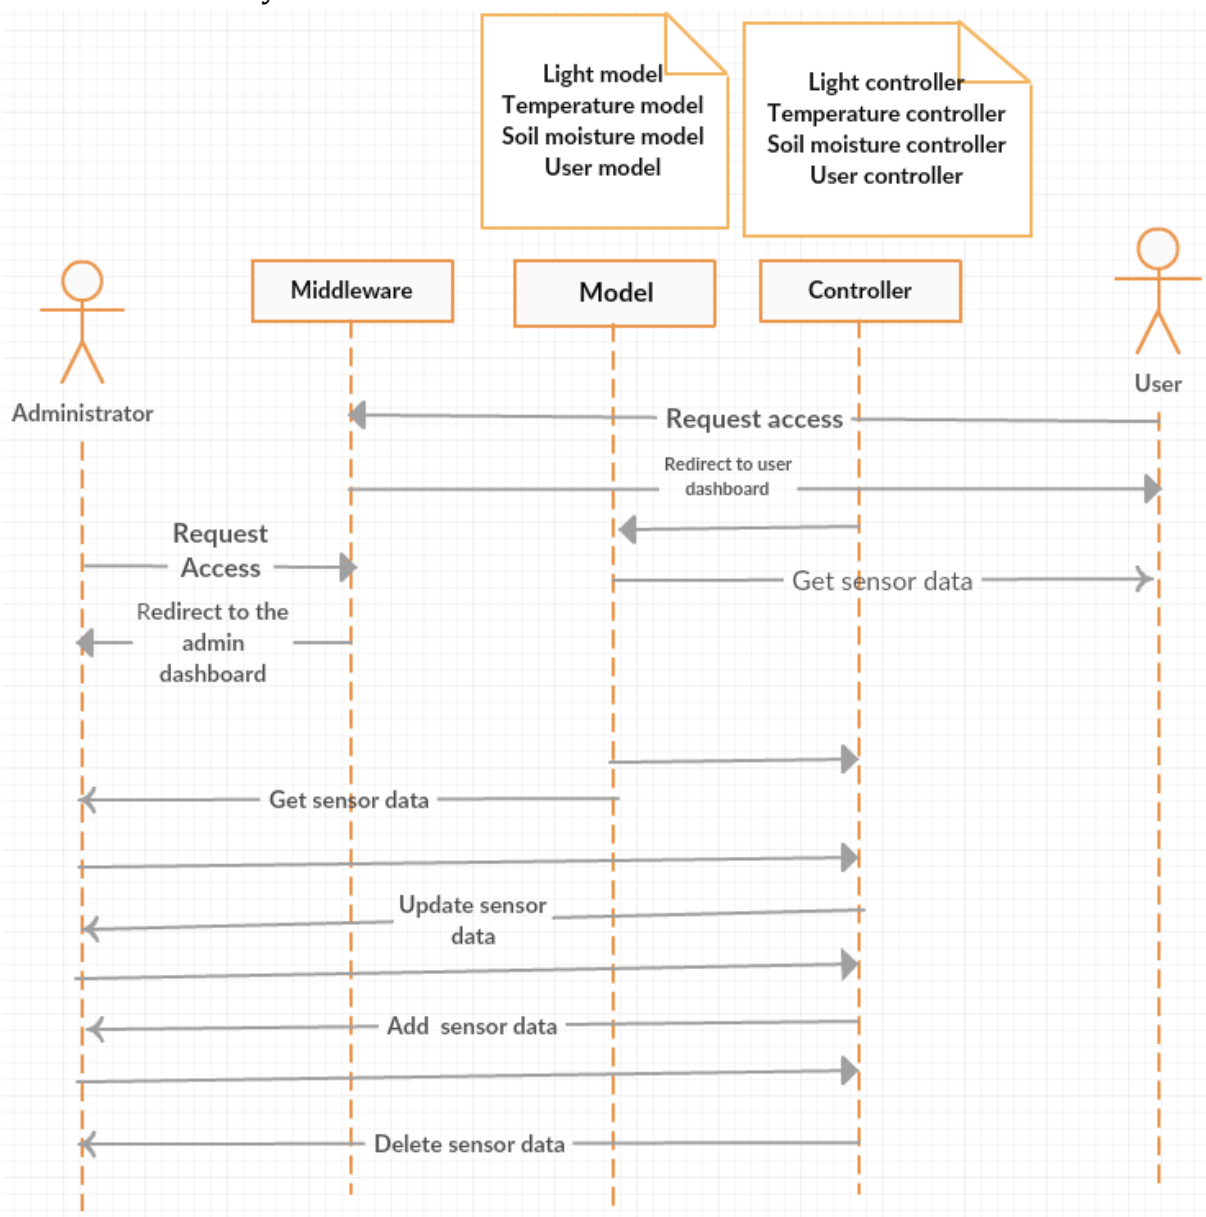 Light model
Temperature model
Soil moisture model
User model
Light controller
Temperature controller
Soil moisture controller
User controller
Middleware
Model
Controller
Administrator
User
Request access
Redirect to user
dashboard
Request
Access
Get sensor data
Redirect to the
admin
dashboard
Get sensor data
Update sensor
data
Add sensor data
Delete sensor data